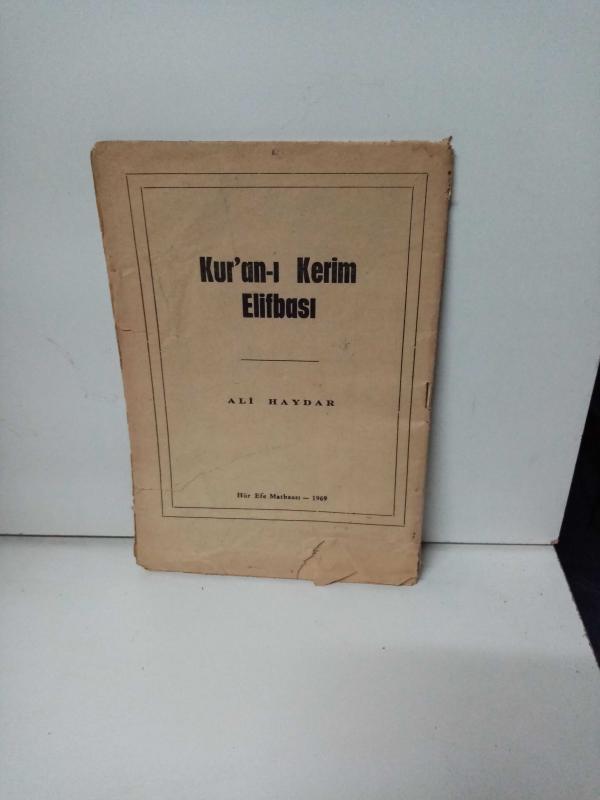 Kur'an-ı Kerim
Elifbası
ALİ HAYDAR
Hür Efe Matbaası — 1969